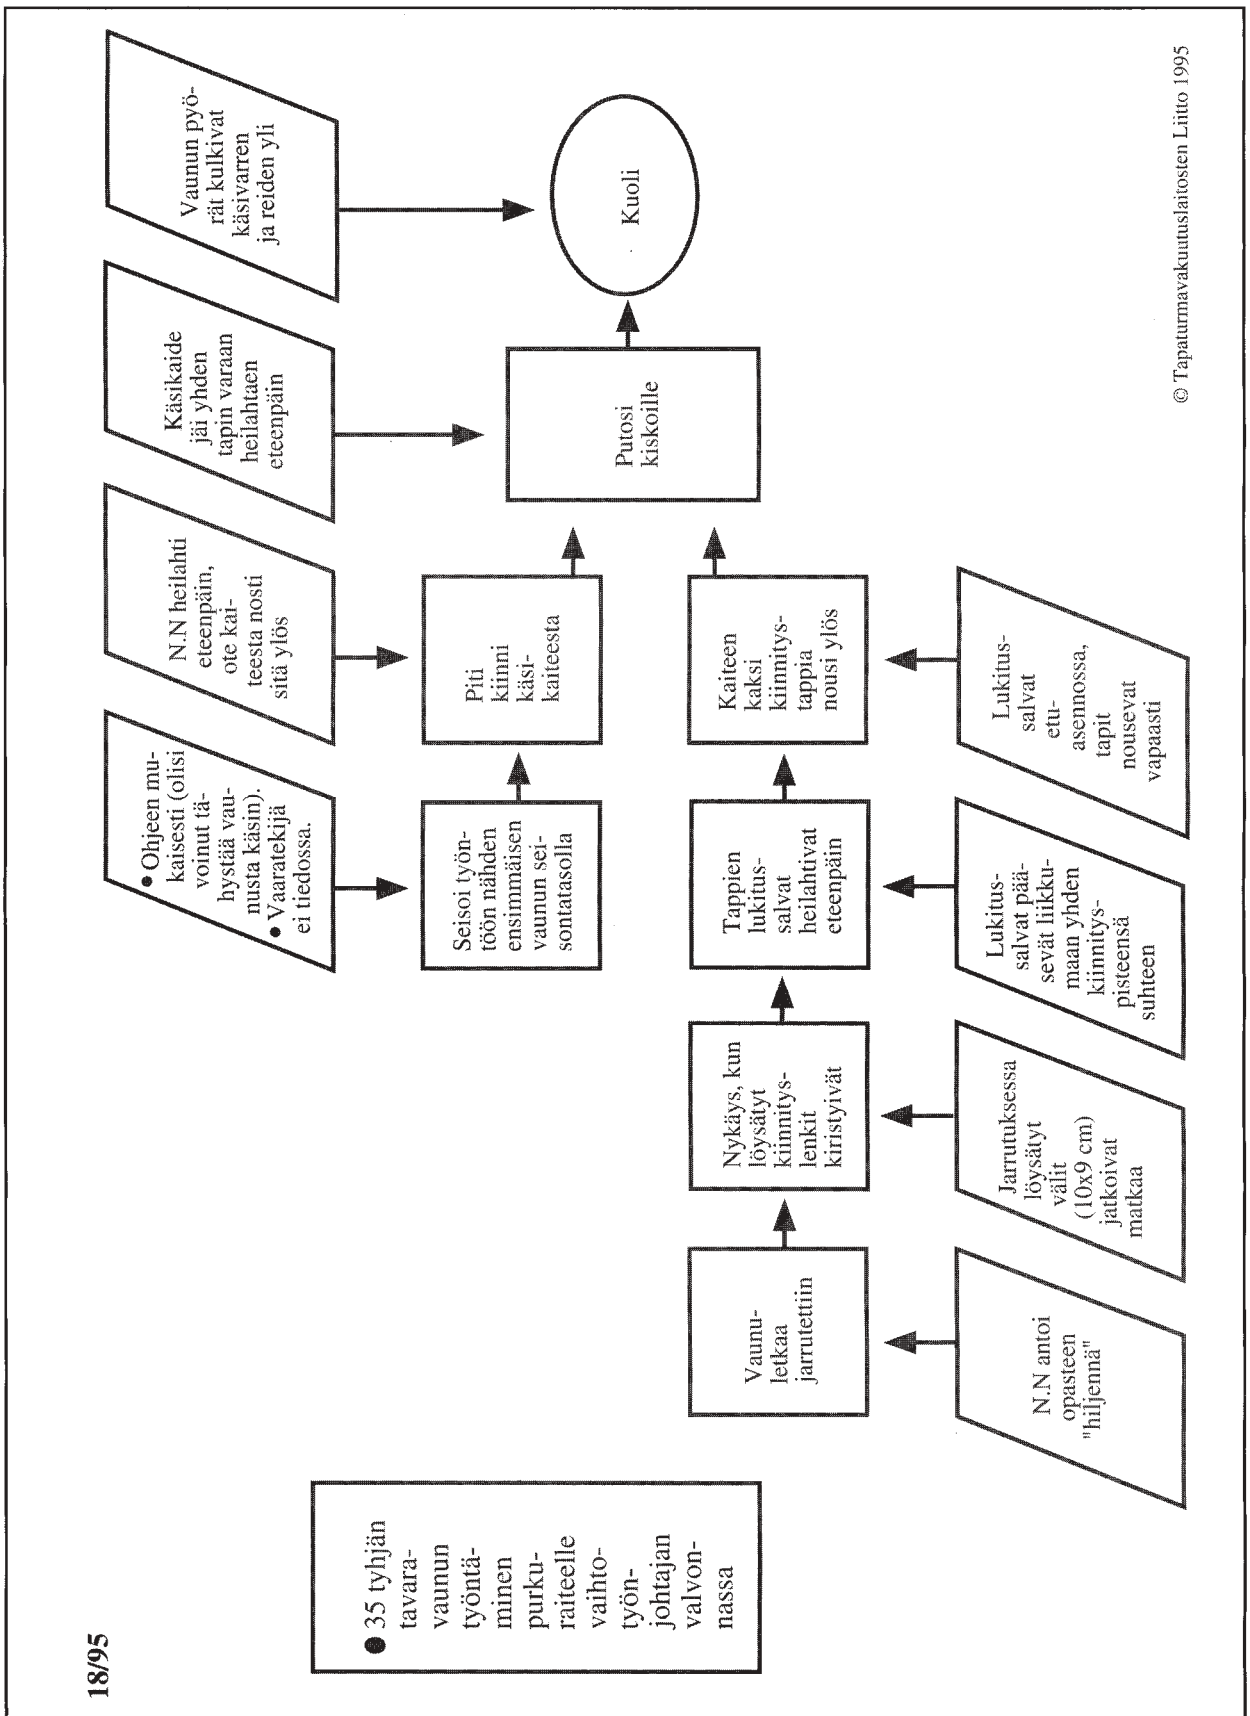 18/95
● 35 tyhjän
tavara-
vaunun
työntä-
minen
purku-
raiteelle
vaihto-
työn-
johtajan
valvon-
nassa
● Ohjeen mu-
kaisesti (olisi
voinut tä-
hystää vau-
nusta käsin).
● Vaaratekijä
ei tiedossa.
N.N heilahti
eteenpäin,
ote kai-
teesta nosti
sitä ylös
Käsikaide
jäi yhden
tapin varaan
heilahtaen
eteenpäin
Vaunun pyö-
rät kulkivat
käsivarren
ja reiden yli
Seisoi työn-
töön nähden
ensimmäisen
vaunun sei-
sontatasolla
Piti
kiinni
käsi-
kaiteesta
Putosi
kiskoille
Kuoli
Vaunu-
letkaa
jarrutettiin
Nykäys, kun
löysätyt
kiinnitys-
lenkit
kiristyivät
Tappien
lukitus-
salvat
heilahtivat
eteenpäin
Kaiteen
kaksi
kiinnitys-
tappia
nousi ylös
N.N antoi
opasteen
"hiljennä"
Jarrutuksessa
löysätyt
välit
(10x9 cm)
jatkoivat
matkaa
Lukitus-
salvat pää-
sevät liikku-
maan yhden
kiinnitys-
pisteensä
suhteen
Lukitus-
salvat
etu-
asennossa,
tapit
nousevat
vapaasti
© Tapaturmavakuutuslaitosten Liitto 1995